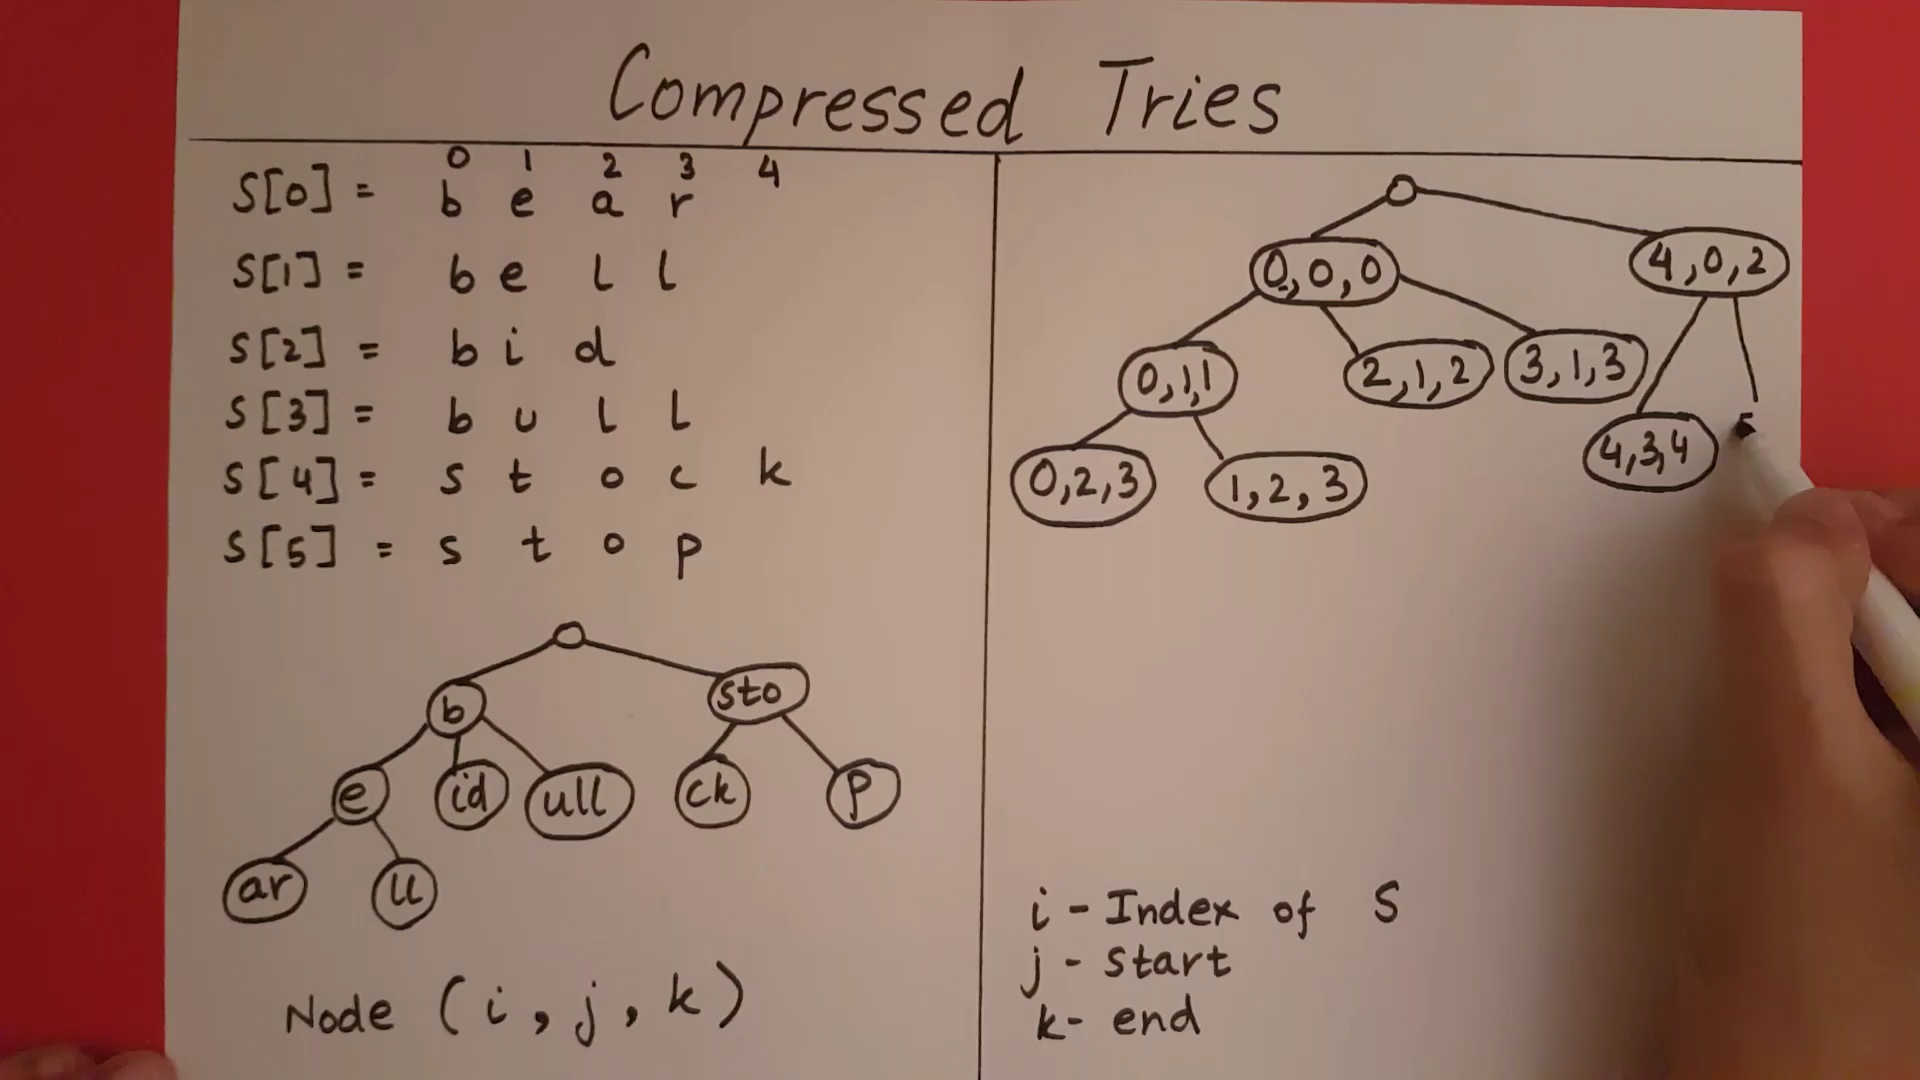 Compressed Tries
0 1 2 3 4
S[0] = b e a r
S[1] = b e l l
S[2] = b i d
S[3] = b u l l
S[4] = s t o c k
S[5] = s t o p
b sto
e id ull ck p
ar ll
Node (i, j, k)
0,0,0 4,0,2
0,1,1 2,1,2 3,1,3
0,2,3 1,2,3 4,3,4
i - Index of S
j - start
k- end